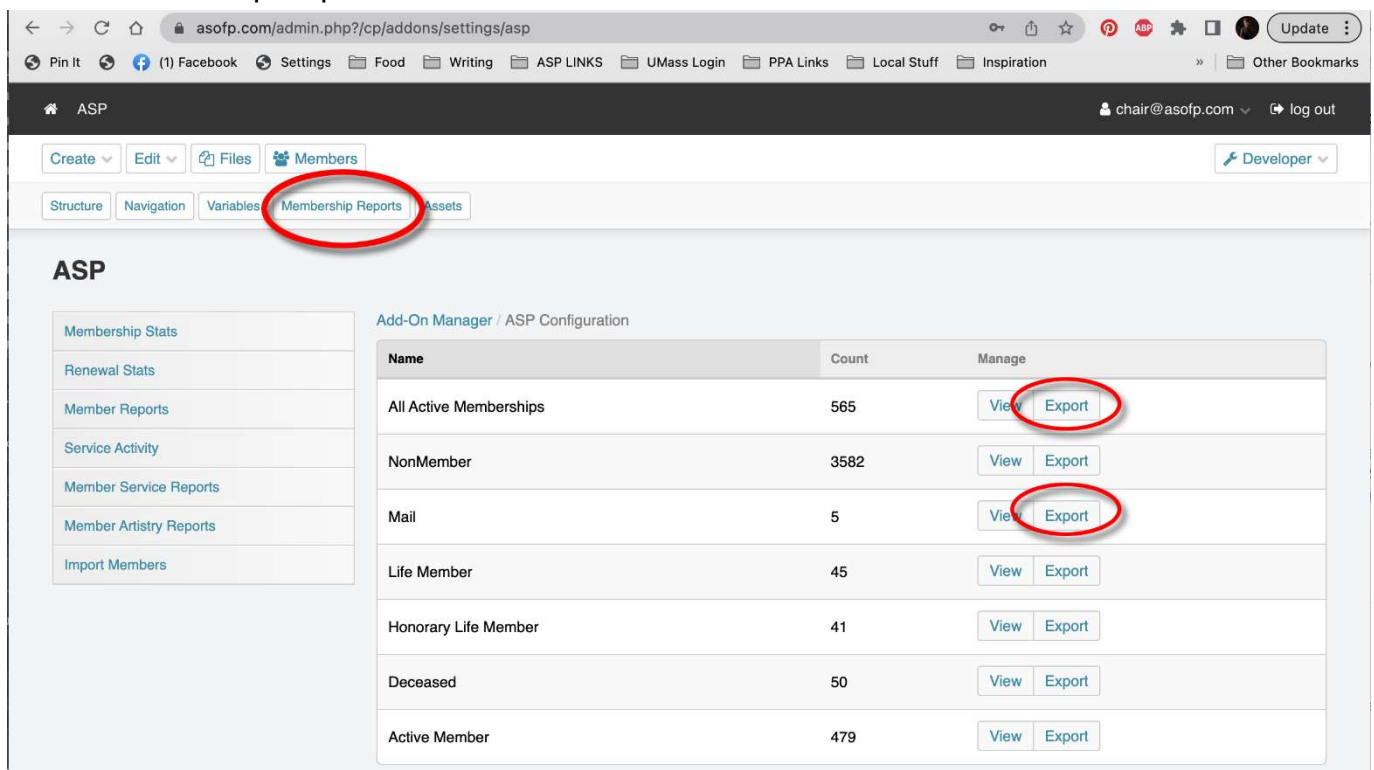 asofp.com/admin.php?/cp/addons/settings/asp
ABP
Update
Pin It (1) Facebook Settings Food Writing ASP LINKS UMass Login PPA Links Local Stuff Inspiration » Other Bookmarks
ASP chair@asofp.com log out
Create Edit Files Members Developer
Structure Navigation Variables Membership Reports Assets
ASP
Membership Stats
Renewal Stats
Member Reports
Service Activity
Member Service Reports
Member Artistry Reports
Import Members
Add-On Manager / ASP Configuration
Name Count Manage
All Active Memberships 565 View Export
NonMember 3582 View Export
Mail 5 View Export
Life Member 45 View Export
Honorary Life Member 41 View Export
Deceased 50 View Export
Active Member 479 View Export